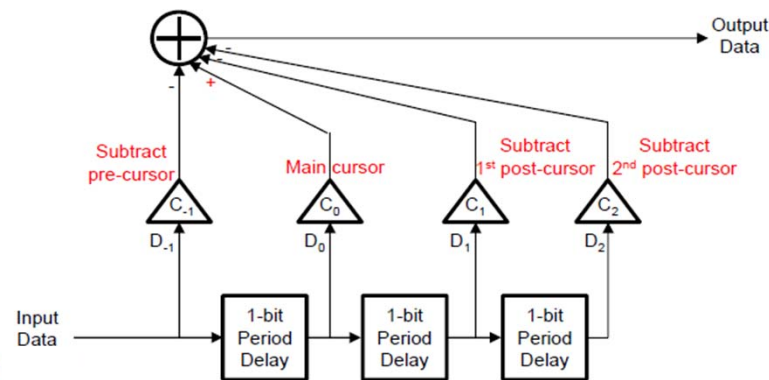 Output
Data
-
-
-
+
Subtract
pre-cursor
Main cursor
Subtract
1st post-cursor
Subtract
2nd post-cursor
C-1
C0
C1
C2
D-1
D0
D1
D2
Input
Data
1-bit
Period
Delay
1-bit
Period
Delay
1-bit
Period
Delay